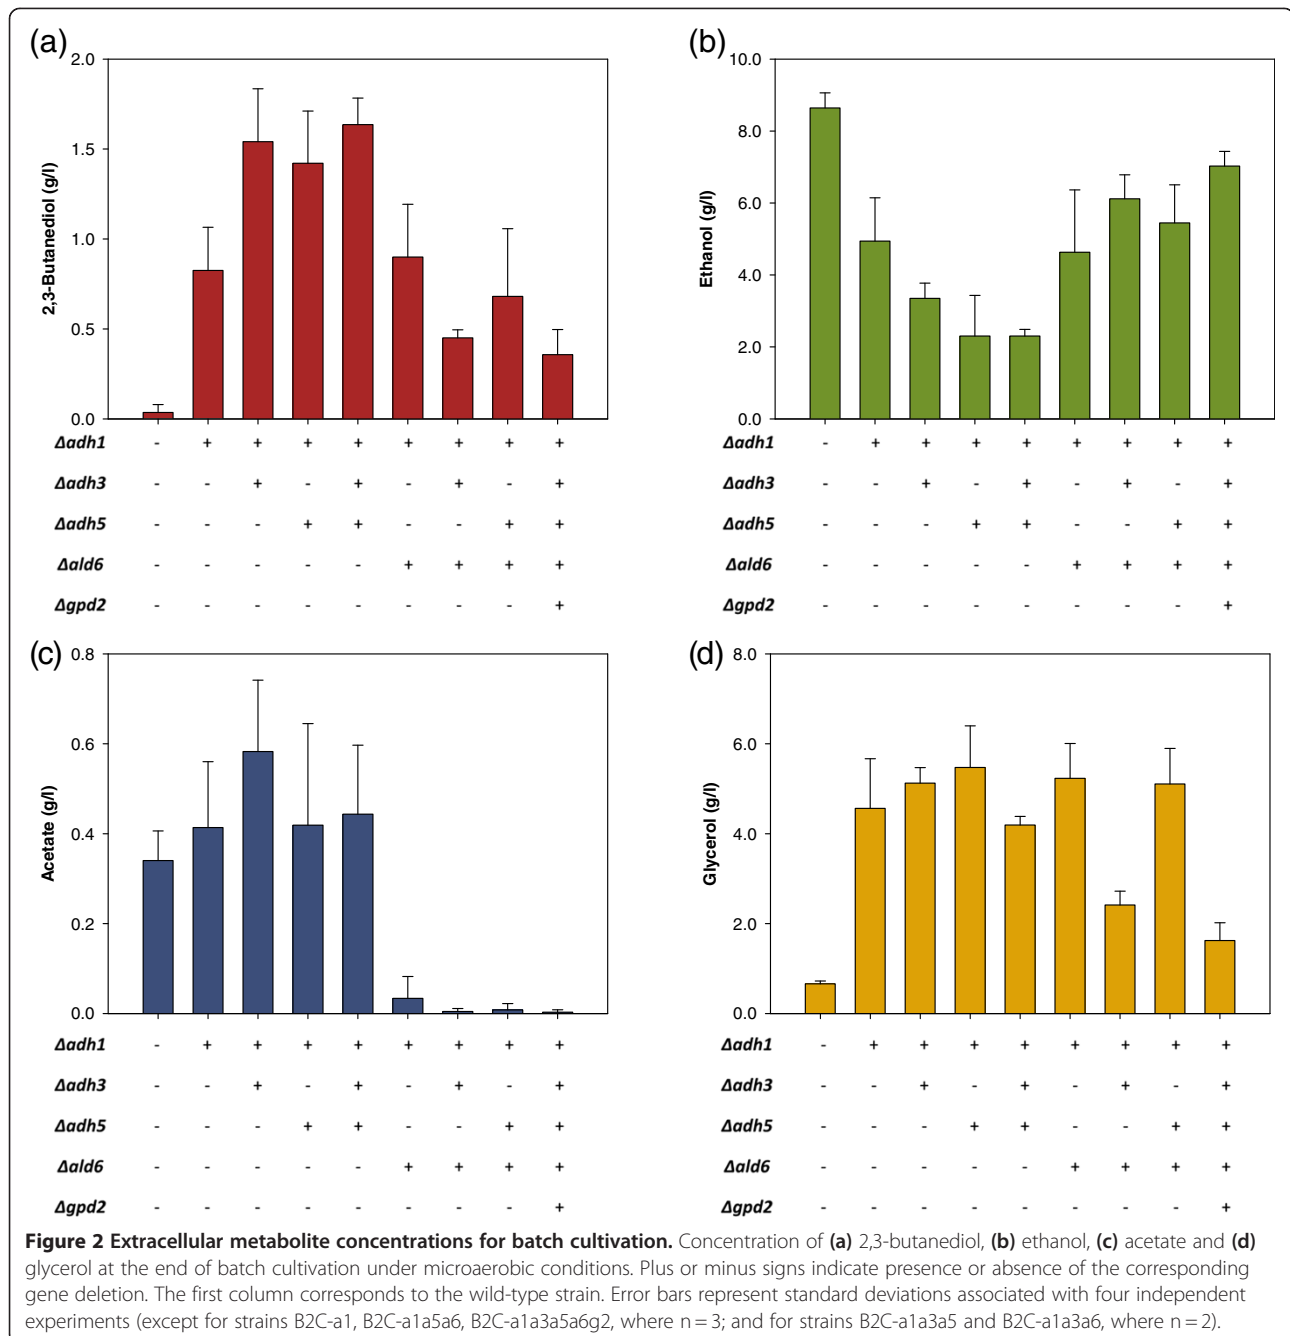 (a)
2.0
1.5
1.0
0.5
0.0
2,3-Butanediol (g/l)
Δadh1 - + + + + + + + +
Δadh3 - - + - + - + - +
Δadh5 - - - + + - - + +
Δald6 - - - - - + + + +
Δgpd2 - - - - - - - - +
(b)
10.0
8.0
6.0
4.0
2.0
0.0
Ethanol (g/l)
Δadh1 - + + + + + + + +
Δadh3 - - + - + - + - +
Δadh5 - - - + + - - + +
Δald6 - - - - - + + + +
Δgpd2 - - - - - - - - +
(c)
0.8
0.6
0.4
0.2
0.0
Acetate (g/l)
Δadh1 - + + + + + + + +
Δadh3 - - + - + - + - +
Δadh5 - - - + + - - + +
Δald6 - - - - - + + + +
Δgpd2 - - - - - - - - +
(d)
8.0
6.0
4.0
2.0
0.0
Glycerol (g/l)
Δadh1 - + + + + + + + +
Δadh3 - - + - + - + - +
Δadh5 - - - + + - - + +
Δald6 - - - - - + + + +
Δgpd2 - - - - - - - - +
Figure 2 Extracellular metabolite concentrations for batch cultivation. Concentration of (a) 2,3-butanediol, (b) ethanol, (c) acetate and (d)
glycerol at the end of batch cultivation under microaerobic conditions. Plus or minus signs indicate presence or absence of the corresponding
gene deletion. The first column corresponds to the wild-type strain. Error bars represent standard deviations associated with four independent
experiments (except for strains B2C-a1, B2C-a1a5a6, B2C-a1a3a5a6g2, where n = 3; and for strains B2C-a1a3a5 and B2C-a1a3a6, where n = 2).